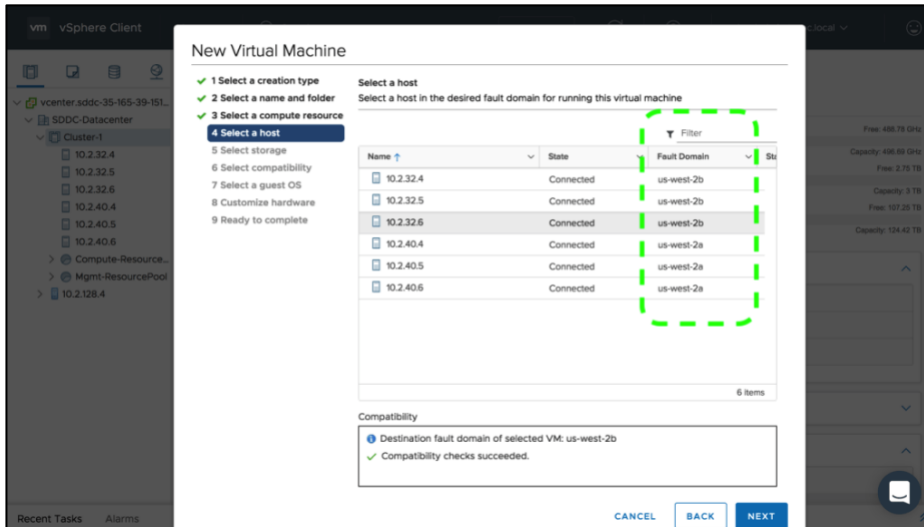 vm vSphere Client
c.local
vcenter.sddc-35-165-39-151...
SDDC-Datacenter
Cluster-1
10.2.32.4
10.2.32.5
10.2.32.6
10.2.40.4
10.2.40.5
10.2.40.6
Compute-Resource...
Mgmt-ResourcePool
10.2.128.4
New Virtual Machine
1 Select a creation type
2 Select a name and folder
3 Select a compute resource
4 Select a host
5 Select storage
6 Select compatibility
7 Select a guest OS
8 Customize hardware
9 Ready to complete
Select a host
Select a host in the desired fault domain for running this virtual machine
Filter
Name State Fault Domain Sta
10.2.32.4 Connected us-west-2b
10.2.32.5 Connected us-west-2b
10.2.32.6 Connected us-west-2b
10.2.40.4 Connected us-west-2a
10.2.40.5 Connected us-west-2a
10.2.40.6 Connected us-west-2a
6 items
Compatibility
Destination fault domain of selected VM: us-west-2b
Compatibility checks succeeded.
CANCEL BACK NEXT
Free: 488.78 GHz
Capacity: 496.89 GHz
Free: 2.75 TB
Capacity: 3 TB
Free: 107.25 TB
Capacity: 124.42 TB
Recent Tasks Alarms